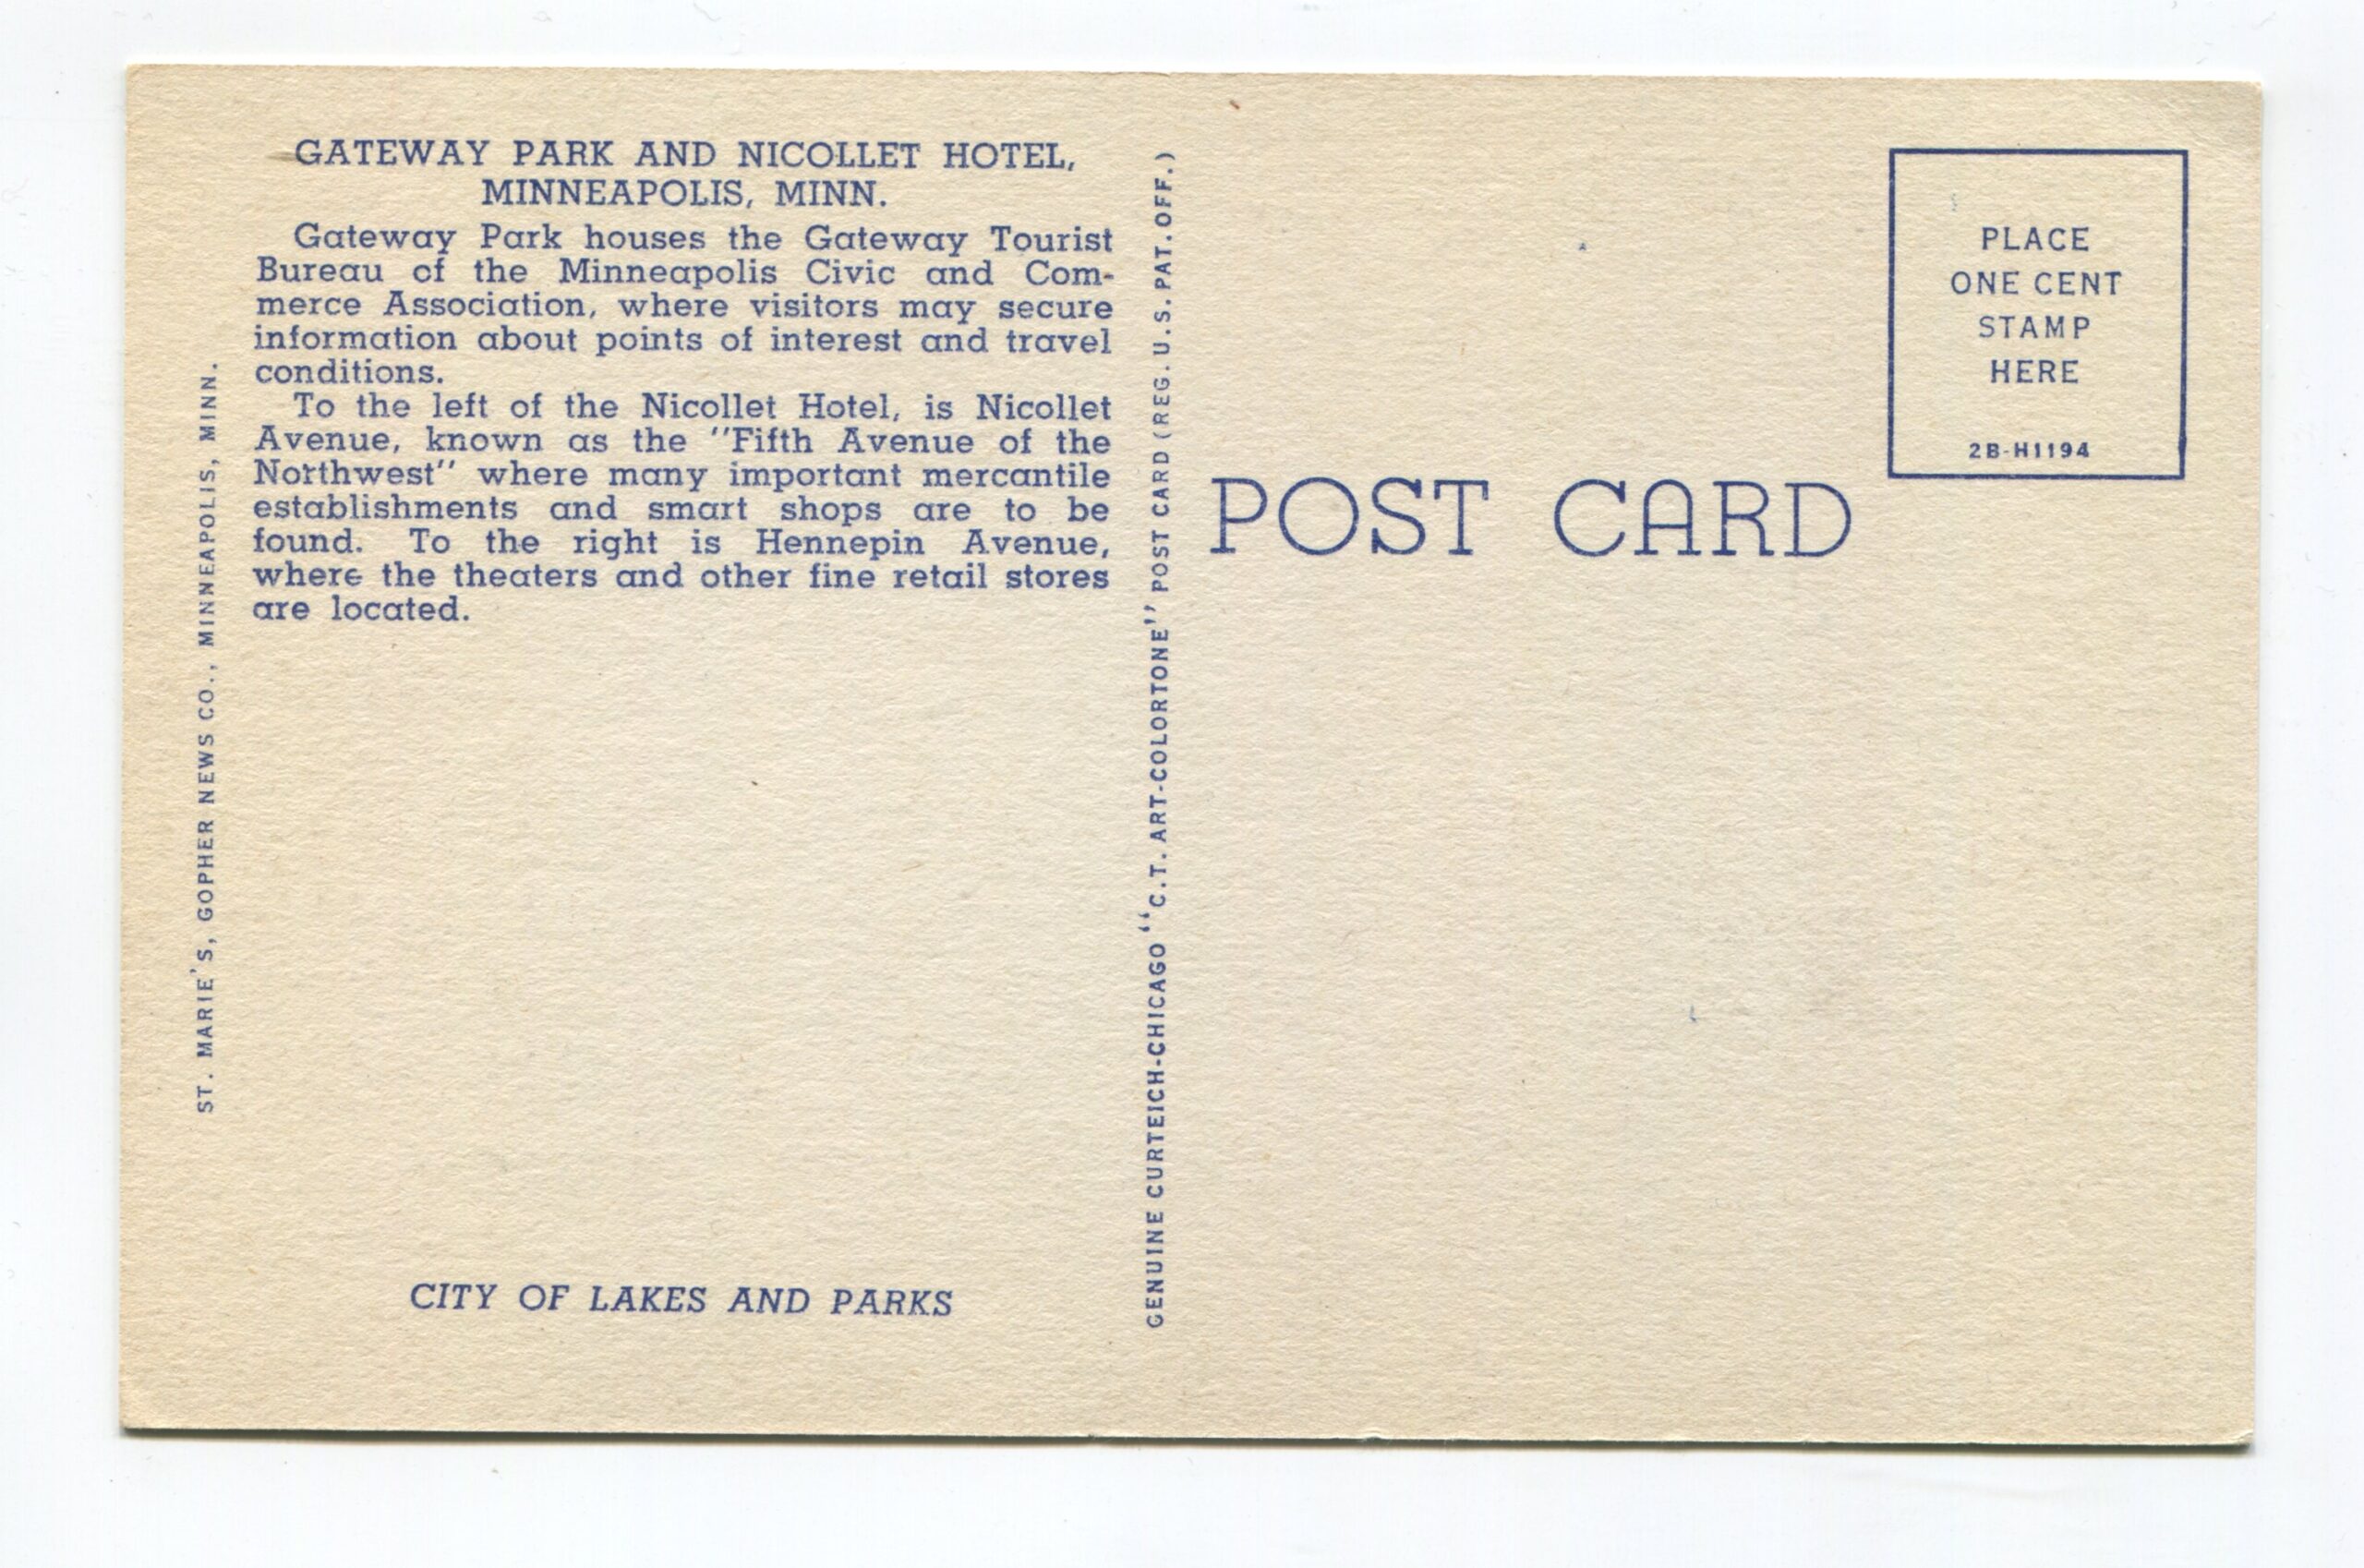 GATEWAY PARK AND NICOLLET HOTEL,
MINNEAPOLIS, MINN.
Gateway Park houses the Gateway Tourist
Bureau of the Minneapolis Civic and Com-
merce Association, where visitors may secure
information about points of interest and travel
conditions.
To the left of the Nicollet Hotel, is Nicollet
Avenue, known as the "Fifth Avenue of the
Northwest" where many important mercantile
establishments and smart shops are to be
found. To the right is Hennepin Avenue,
where the theaters and other fine retail stores
are located.
CITY OF LAKES AND PARKS
ST. MARIE'S, GOPHER NEWS CO., MINNEAPOLIS, MINN.
GENUINE CURTEICH-CHICAGO "C.T. ART-COLORTONE" POST CARD (REG. U.S. PAT. OFF.)
POST CARD
PLACE
ONE CENT
STAMP
HERE
2B-H1194